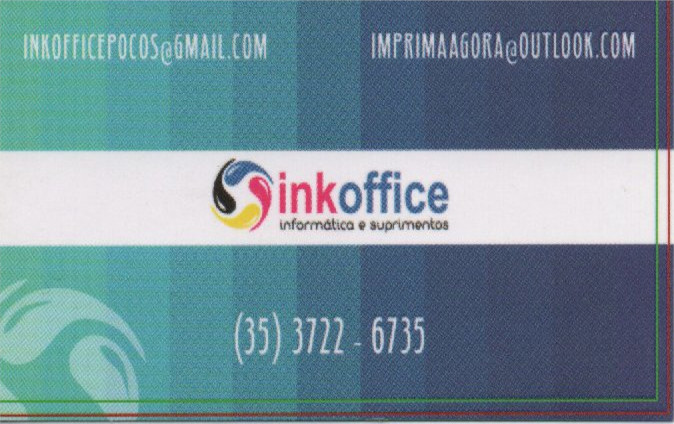 INKOFFICEPOCOS@GMAIL.COM
IMPRIMAAGORA@OUTLOOK.COM
inkoffice
informática e suprimentos
(35) 3722 - 6735